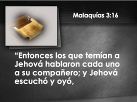 Malaquías 3:16
“Entonces los que temían a
Jehová hablaron cada uno
a su compañero; y Jehová
escuchó y oyó,